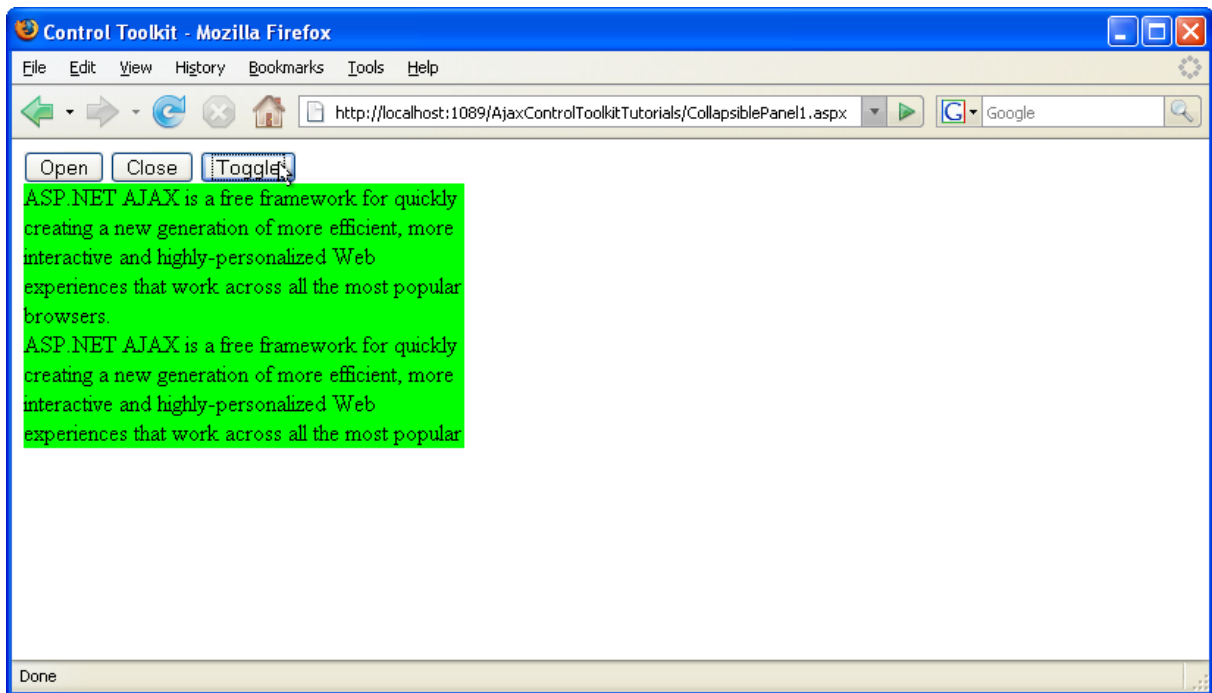 Control Toolkit - Mozilla Firefox
File Edit View History Bookmarks Tools Help
http://localhost:1089/AjaxControlToolkitTutorials/CollapsiblePanel1.aspx G Google
Open Close Toggle
ASP.NET AJAX is a free framework for quickly
creating a new generation of more efficient, more
interactive and highly-personalized Web
experiences that work across all the most popular
browsers.
ASP.NET AJAX is a free framework for quickly
creating a new generation of more efficient, more
interactive and highly-personalized Web
experiences that work across all the most popular
Done